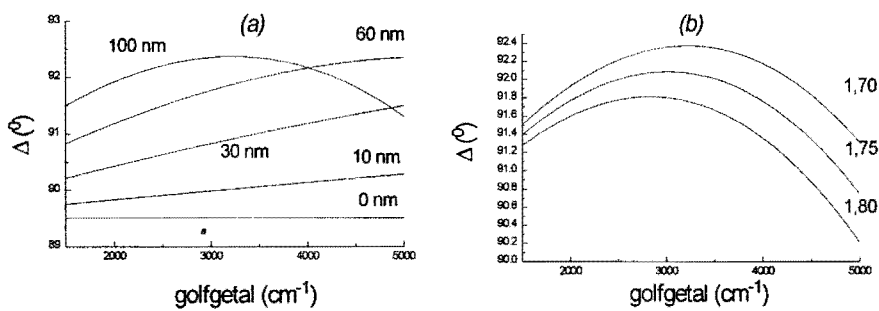 (a)
93
92
91
90
89
Δ (º)
100 nm
60 nm
30 nm
10 nm
0 nm
2000 3000 4000 5000
golfgetal (cm⁻¹)
(b)
92.4
92.2
92.0
91.8
91.6
91.4
91.2
91.0
90.8
90.6
90.4
90.2
90.0
Δ (º)
1,70
1,75
1,80
2000 3000 4000 5000
golfgetal (cm⁻¹)